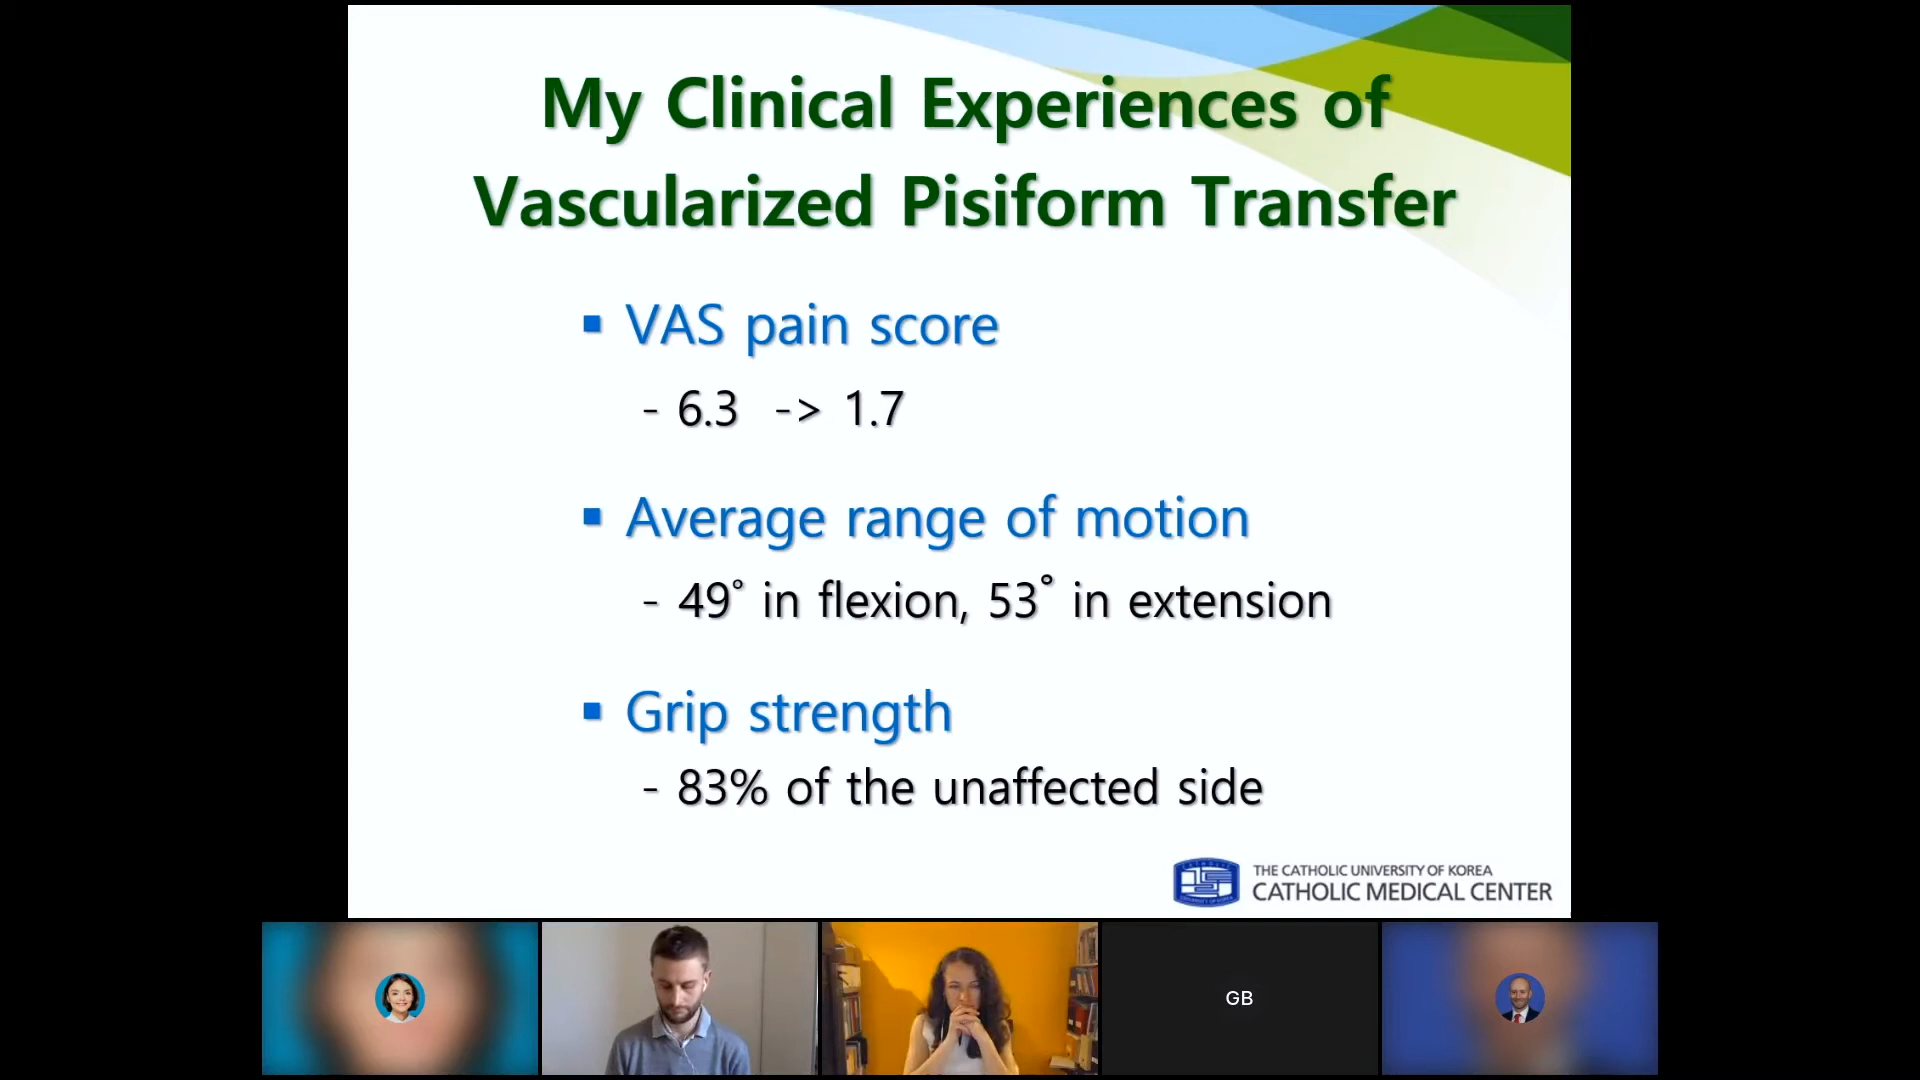 My Clinical Experiences of
Vascularized Pisiform Transfer
▪ VAS pain score
- 6.3 -> 1.7
▪ Average range of motion
- 49° in flexion, 53° in extension
▪ Grip strength
- 83% of the unaffected side
THE CATHOLIC UNIVERSITY OF KOREA
CATHOLIC MEDICAL CENTER
GB